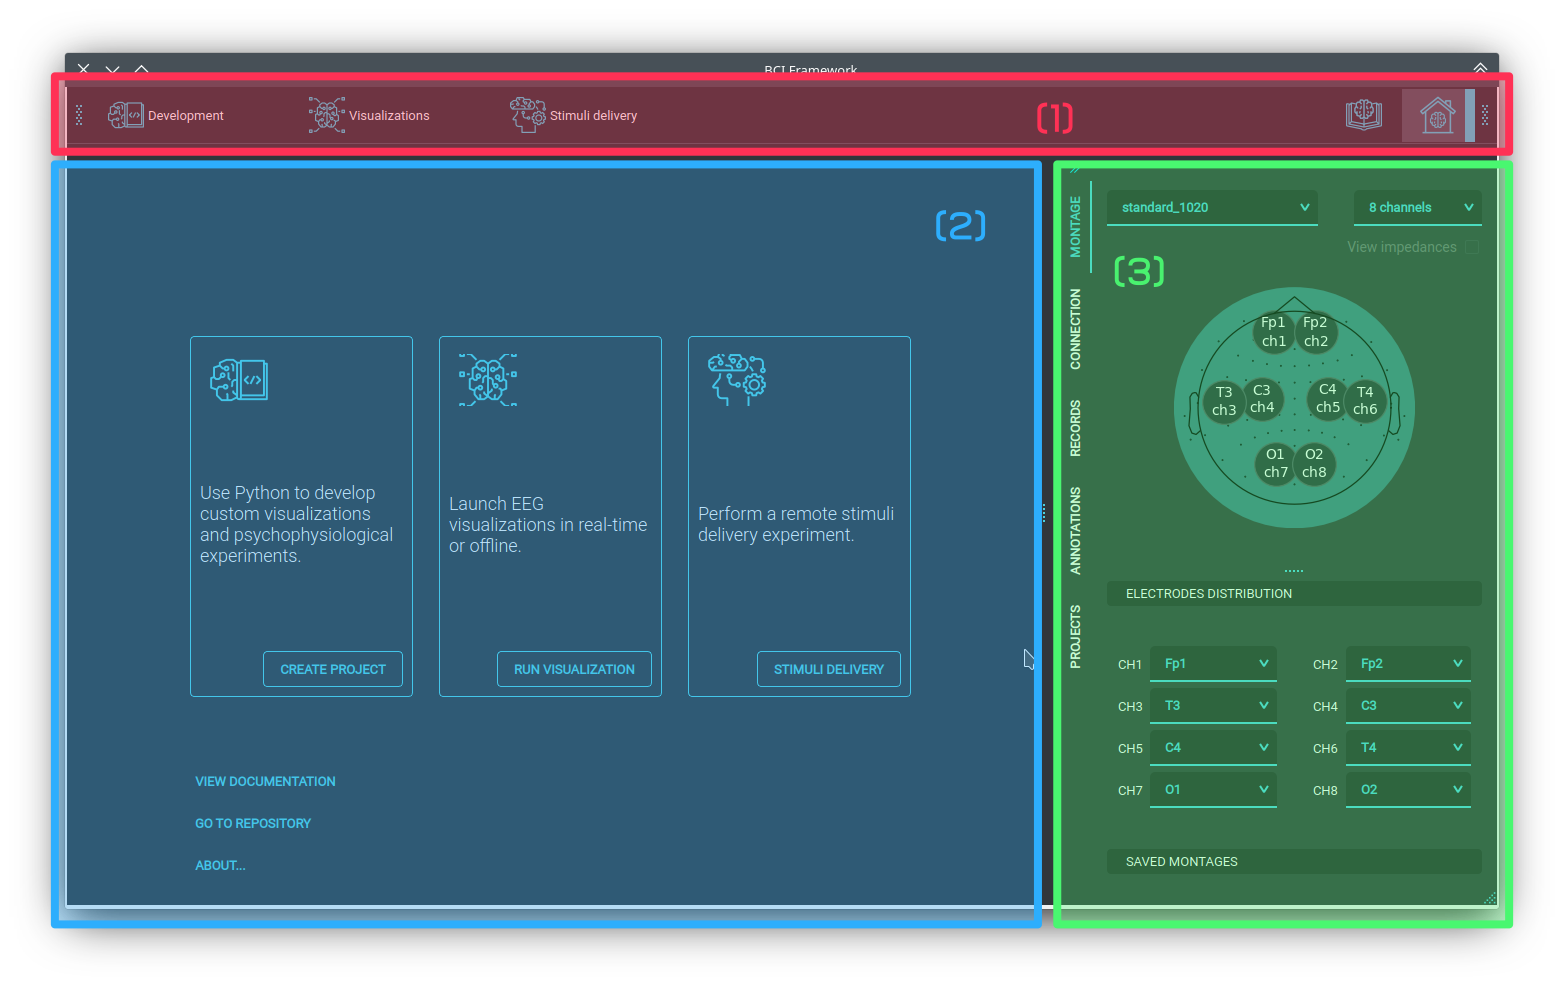 BCI Framework
Development
Visualizations
Stimuli delivery
(1)
(2)
Use Python to develop
custom visualizations
and psychophysiological
experiments.
CREATE PROJECT
Launch EEG
visualizations in real-time
or offline.
RUN VISUALIZATION
Perform a remote stimuli
delivery experiment.
STIMULI DELIVERY
VIEW DOCUMENTATION
GO TO REPOSITORY
ABOUT...
(3)
MONTAGE
CONNECTION
RECORDS
ANNOTATIONS
PROJECTS
standard_1020
8 channels
View impedances
Fp1 Fp2
ch1 ch2
T3 C3 C4 T4
ch3 ch4 ch5 ch6
O1 O2
ch7 ch8
ELECTRODES DISTRIBUTION
CH1 Fp1 CH2 Fp2
CH3 T3 CH4 C3
CH5 C4 CH6 T4
CH7 O1 CH8 O2
SAVED MONTAGES